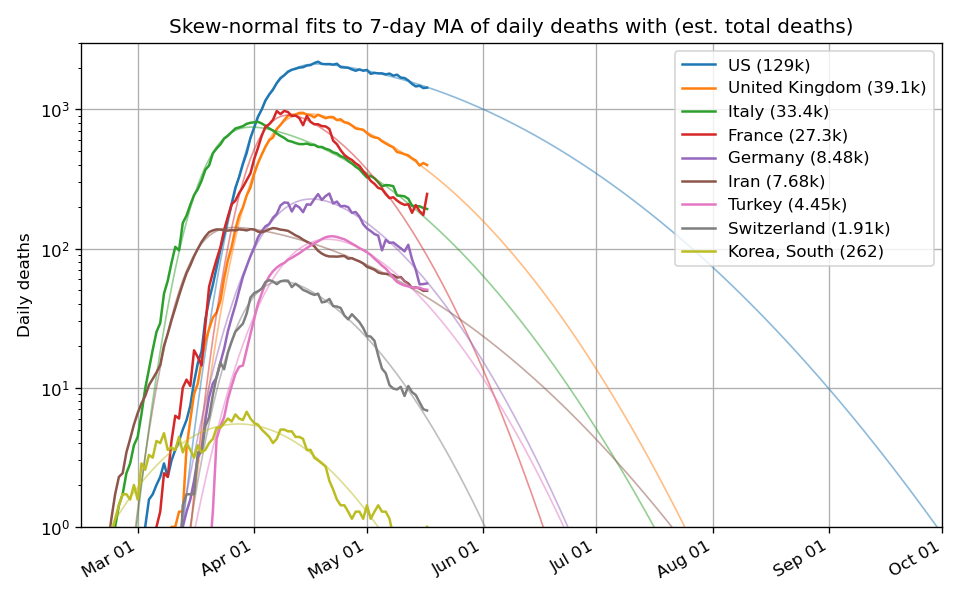 Skew-normal fits to 7-day MA of daily deaths with (est. total deaths)
Daily deaths
10³
10²
10¹
10⁰
US (129k)
United Kingdom (39.1k)
Italy (33.4k)
France (27.3k)
Germany (8.48k)
Iran (7.68k)
Turkey (4.45k)
Switzerland (1.91k)
Korea, South (262)
Mar 01
Apr 01
May 01
Jun 01
Jul 01
Aug 01
Sep 01
Oct 01